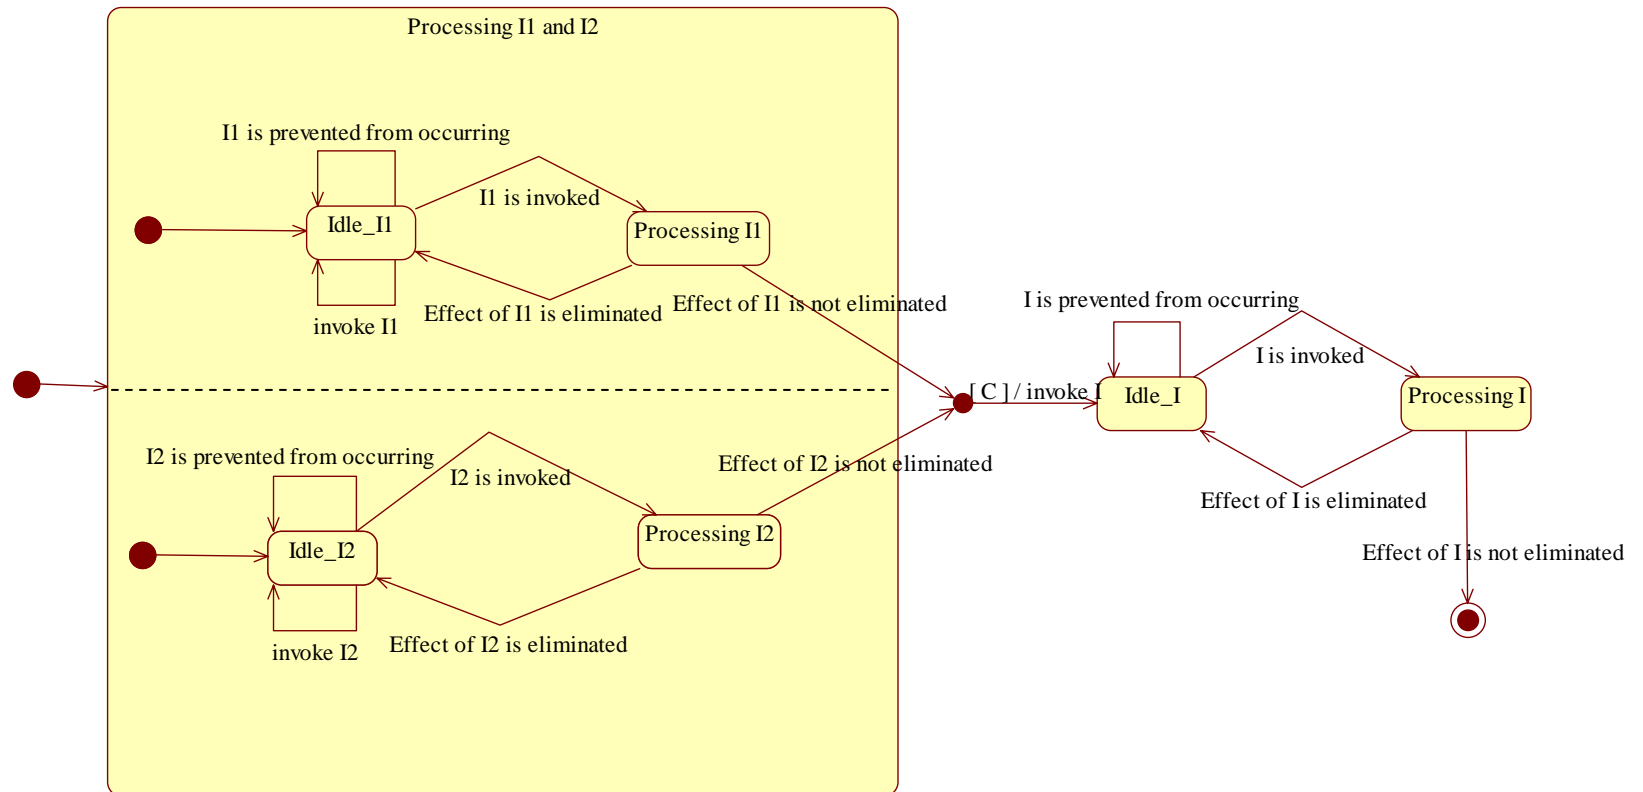 Processing I1 and I2
I1 is prevented from occurring
I1 is invoked
Idle_I1
Processing I1
invoke I1
Effect of I1 is eliminated
Effect of I1 is not eliminated
I is prevented from occurring
I is invoked
[ C ] / invoke I
Idle_I
Processing I
I2 is prevented from occurring
I2 is invoked
Effect of I2 is not eliminated
Effect of I is eliminated
Idle_I2
Processing I2
Effect of I is not eliminated
invoke I2
Effect of I2 is eliminated